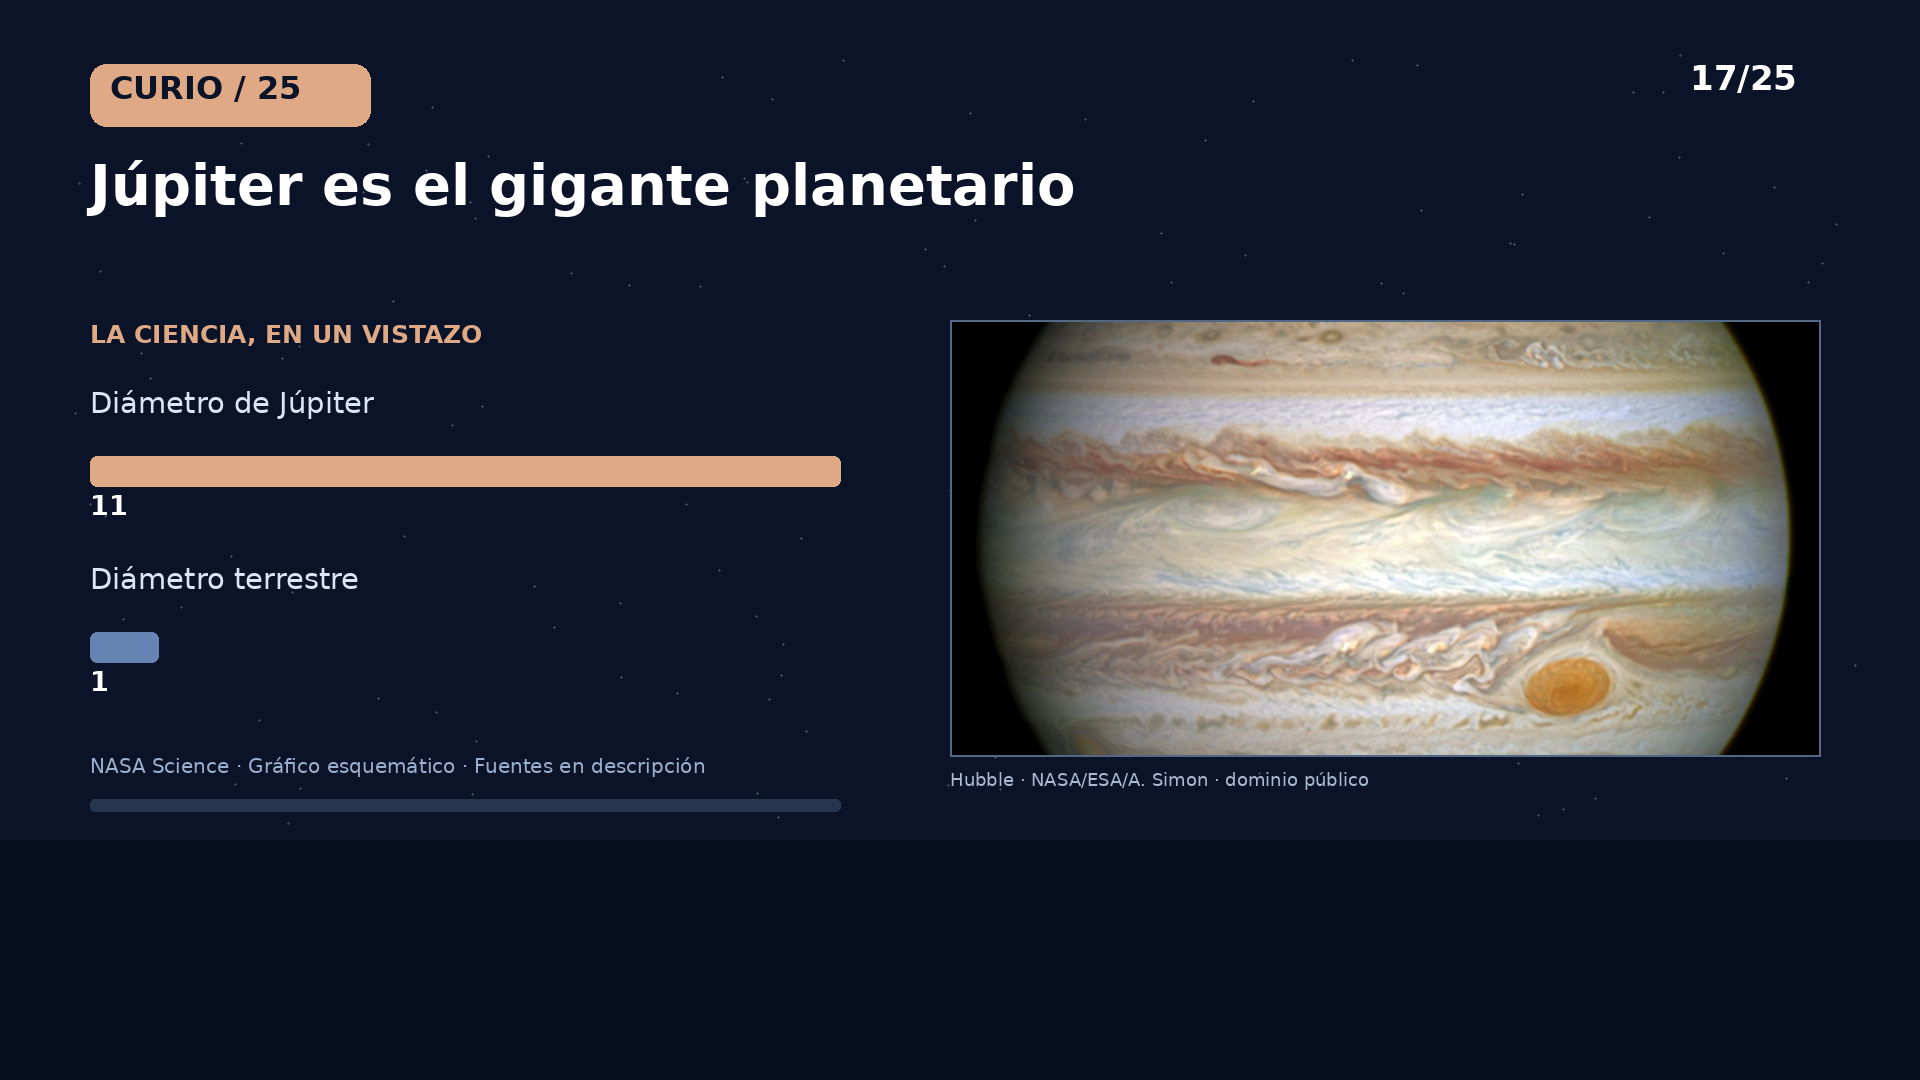 CURIO / 25
17/25
Júpiter es el gigante planetario
LA CIENCIA, EN UN VISTAZO
Diámetro de Júpiter
11
Diámetro terrestre
1
NASA Science · Gráfico esquemático · Fuentes en descripción
Hubble · NASA/ESA/A. Simon · dominio público